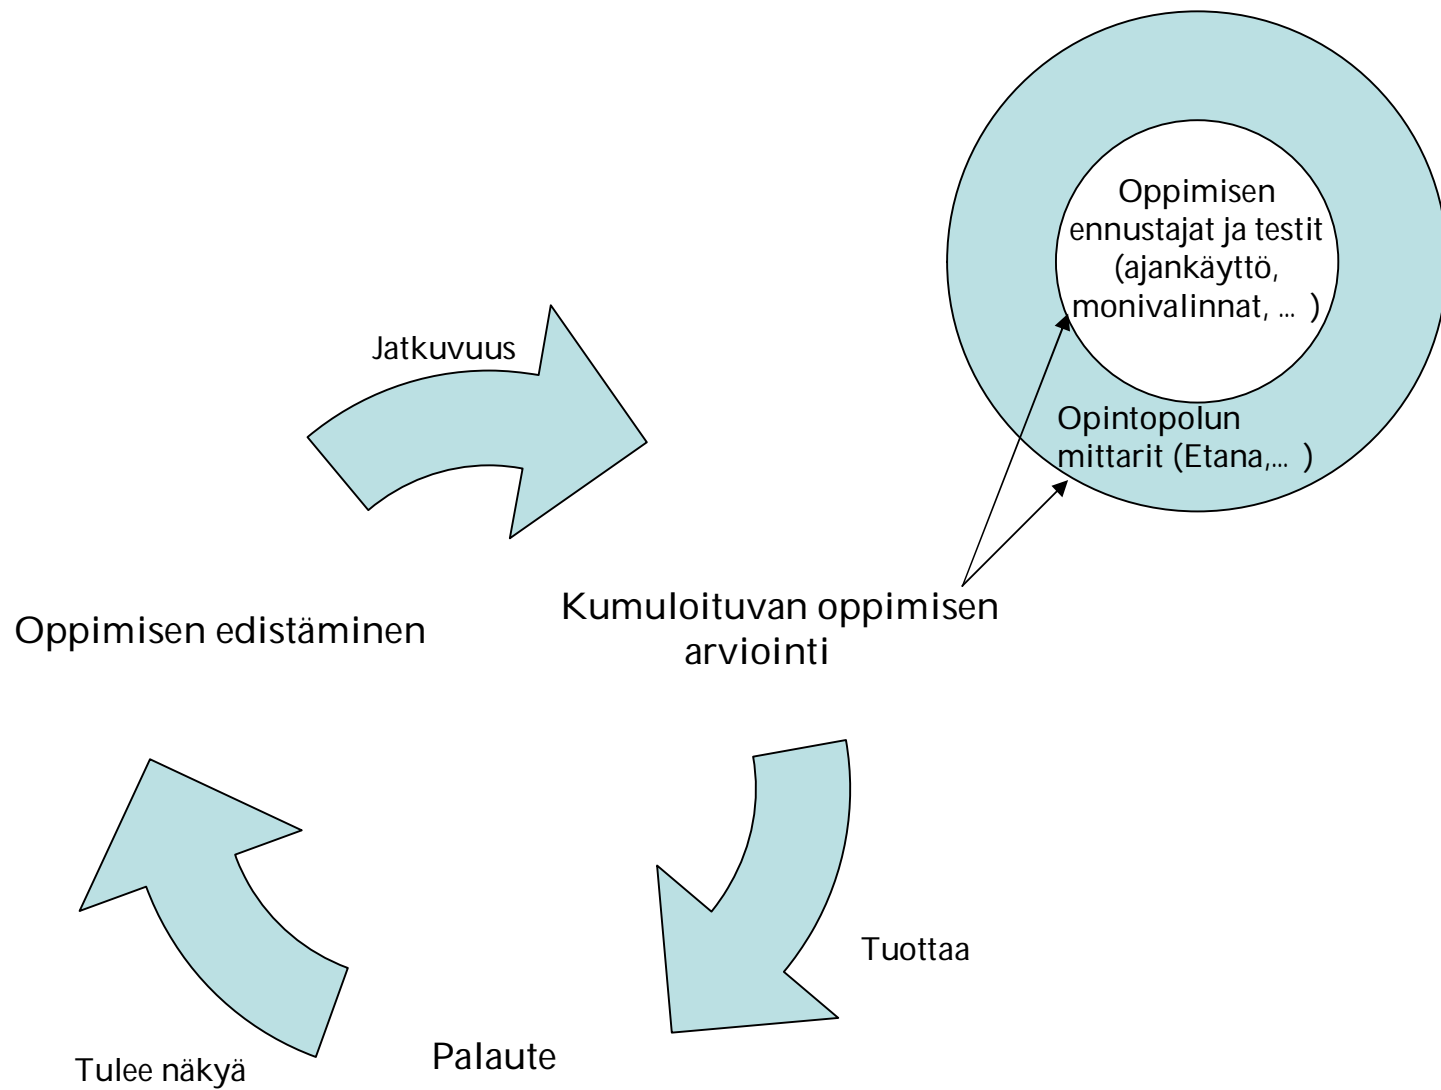 Oppimisen
ennustajat ja testit
(ajankäyttö,
monivalinnat, ... )
Jatkuvuus
Opintopolun
mittarit (Etana,... )
Kumuloituvan oppimisen
arviointi
Oppimisen edistäminen
Tuottaa
Palaute
Tulee näkyä